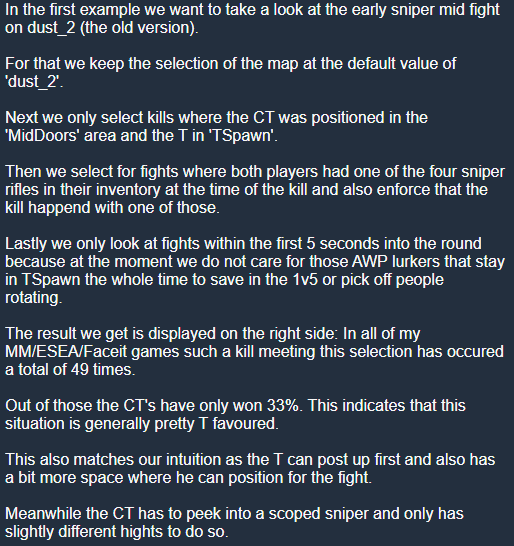 In the first example we want to take a look at the early sniper mid fight
on dust_2 (the old version).
For that we keep the selection of the map at the default value of
'dust_2'.
Next we only select kills where the CT was positioned in the
'MidDoors' area and the T in 'TSpawn'.
Then we select for fights where both players had one of the four sniper
rifles in their inventory at the time of the kill and also enforce that the
kill happend with one of those.
Lastly we only look at fights within the first 5 seconds into the round
because at the moment we do not care for those AWP lurkers that stay
in TSpawn the whole time to save in the 1v5 or pick off people
rotating.
The result we get is displayed on the right side: In all of my
MM/ESEA/Faceit games such a kill meeting this selection has occured
a total of 49 times.
Out of those the CT's have only won 33%. This indicates that this
situation is generally pretty T favoured.
This also matches our intuition as the T can post up first and also has
a bit more space where he can position for the fight.
Meanwhile the CT has to peek into a scoped sniper and only has
slightly different hights to do so.